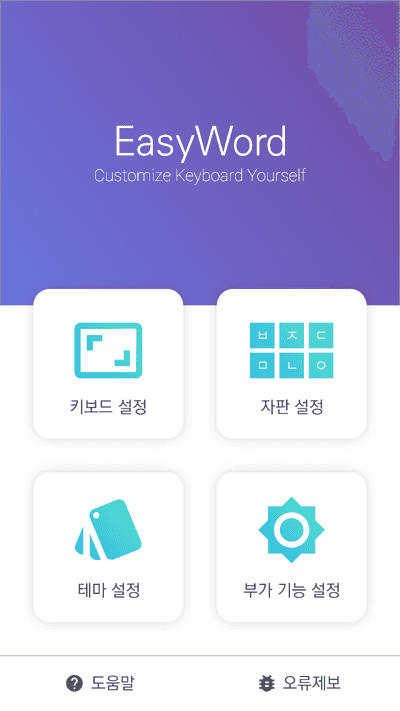 EasyWord
Customize Keyboard Yourself
ㅂ ㅈ ㄷ
ㅁ ㄴ ㅇ
키보드 설정
자판 설정
테마 설정
부가 기능 설정
도움말
오류제보